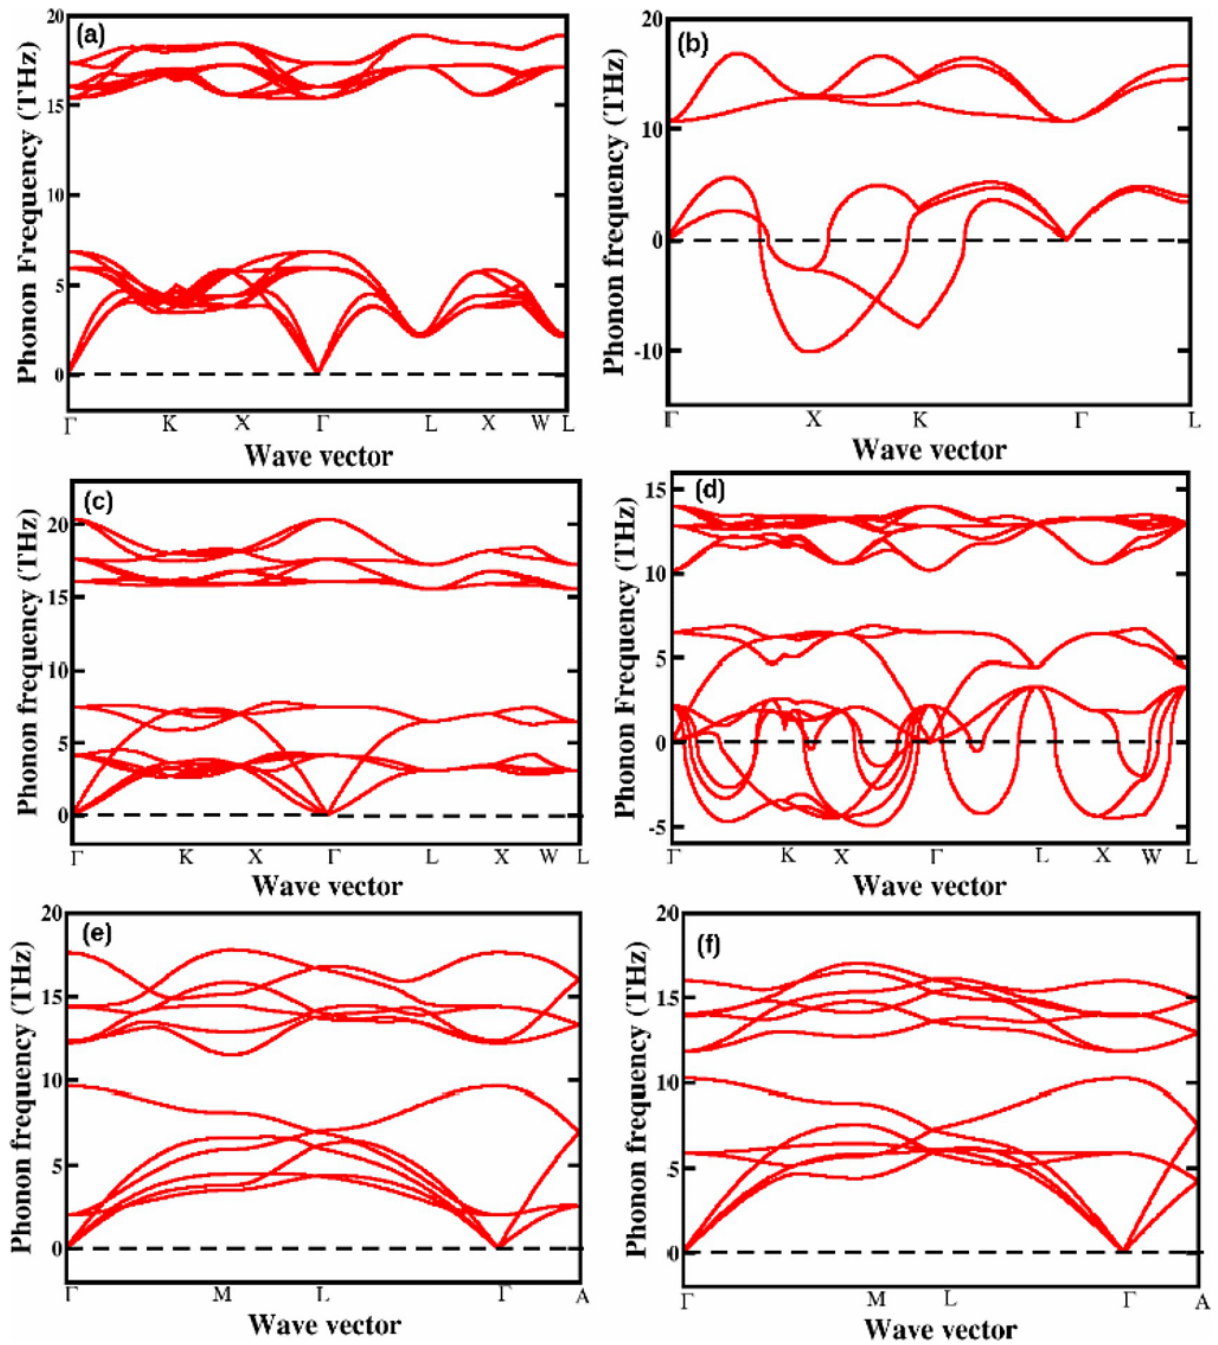 (a)
Phonon Frequency (THz)
20
15
10
5
0
Γ K X Γ L X W L
Wave vector
(b)
Phonon frequency (THz)
20
10
0
-10
Γ X K Γ L
Wave vector
(c)
Phonon frequency (THz)
20
15
10
5
0
Γ K X Γ L X W L
Wave vector
(d)
Phonon Frequency (THz)
15
10
5
0
-5
Γ K X Γ L X W L
Wave vector
(e)
Phonon frequency (THz)
20
15
10
5
0
Γ M L Γ A
Wave vector
(f)
Phonon frequency (THz)
20
15
10
5
00
Γ M L Γ A
Wave vector